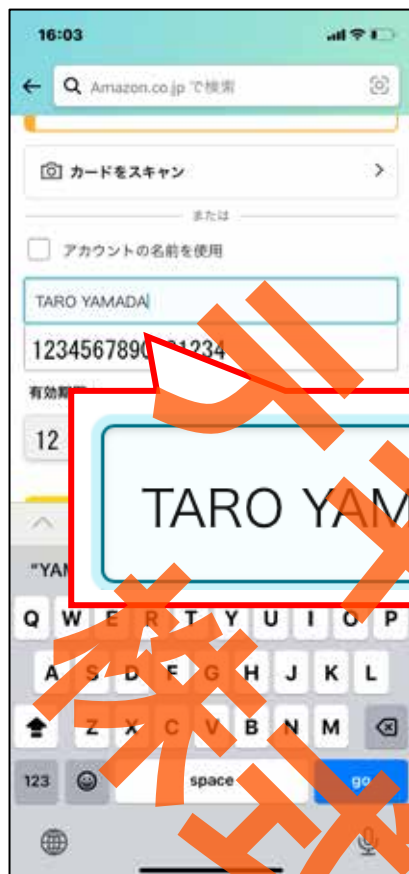 16:03
Amazon.co.jp で検索
カードをスキャン
または
アカウントの名前を使用
TARO YAMADA
1234567890 1234
有効期
12
TARO YAM
"YAM
Q W E R T Y U I O P
A S D F G H J K L
Z X C V B N M
123 space go